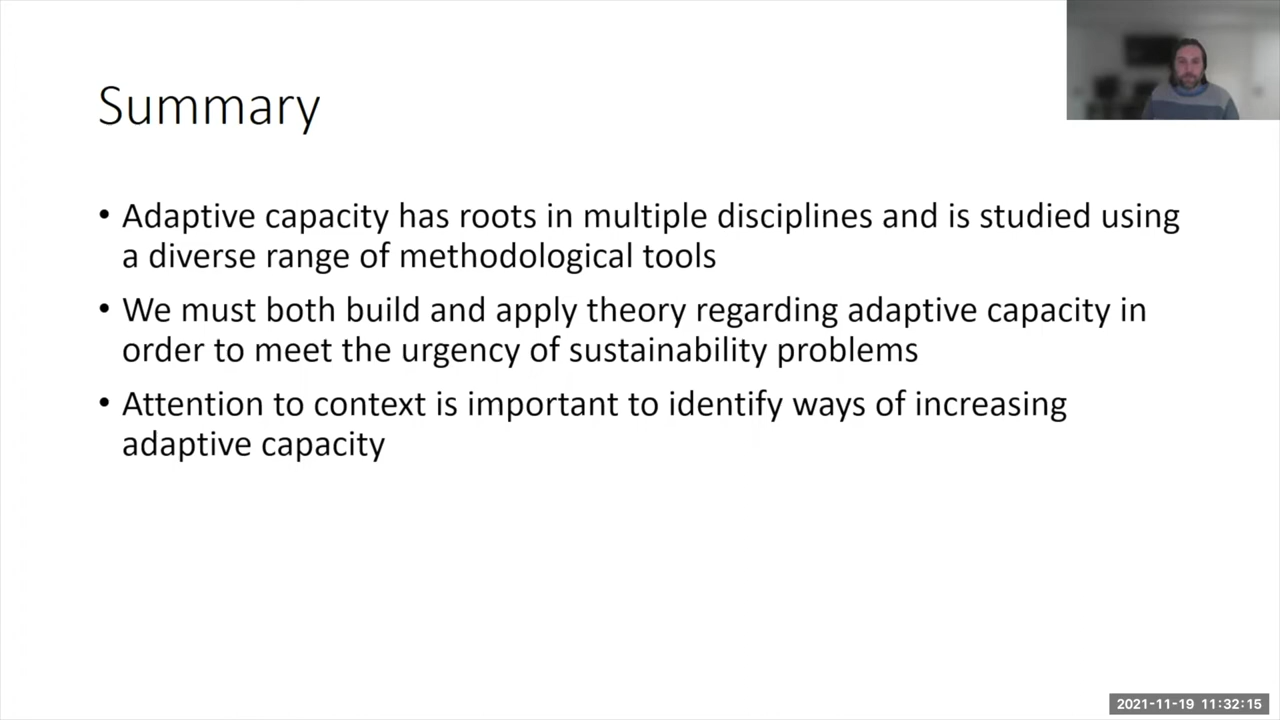 Summary
• Adaptive capacity has roots in multiple disciplines and is studied using
a diverse range of methodological tools
• We must both build and apply theory regarding adaptive capacity in
order to meet the urgency of sustainability problems
• Attention to context is important to identify ways of increasing
adaptive capacity
2021-11-19 11:32:15